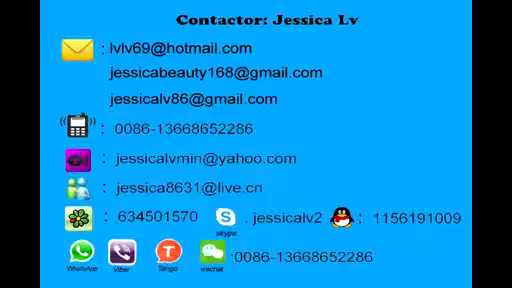 Contactor: Jessica Lv
: lvlv69@hotmail.com
jessicabeauty168@gmail.com
jessicalv86@gmail.com
: 0086-13668652286
: jessicalvmin@yahoo.com
: jessica8631@live.cn
: 634501570 skype . jessicalv2 : 1156191009
WhatsApp Viber Tango wechat :0086-13668652286